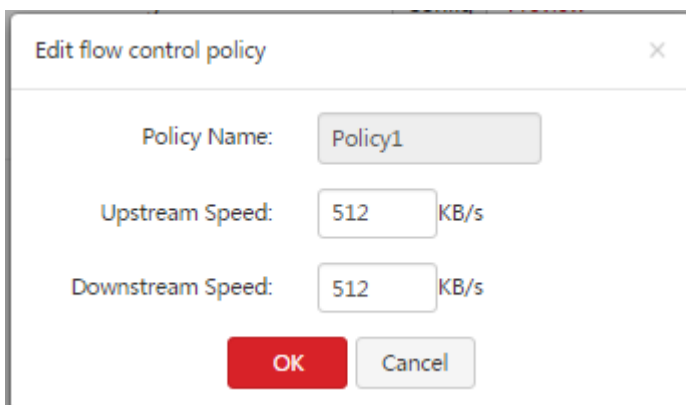 Edit flow control policy ×
Policy Name: Policy1
Upstream Speed: 512 KB/s
Downstream Speed: 512 KB/s
OK Cancel